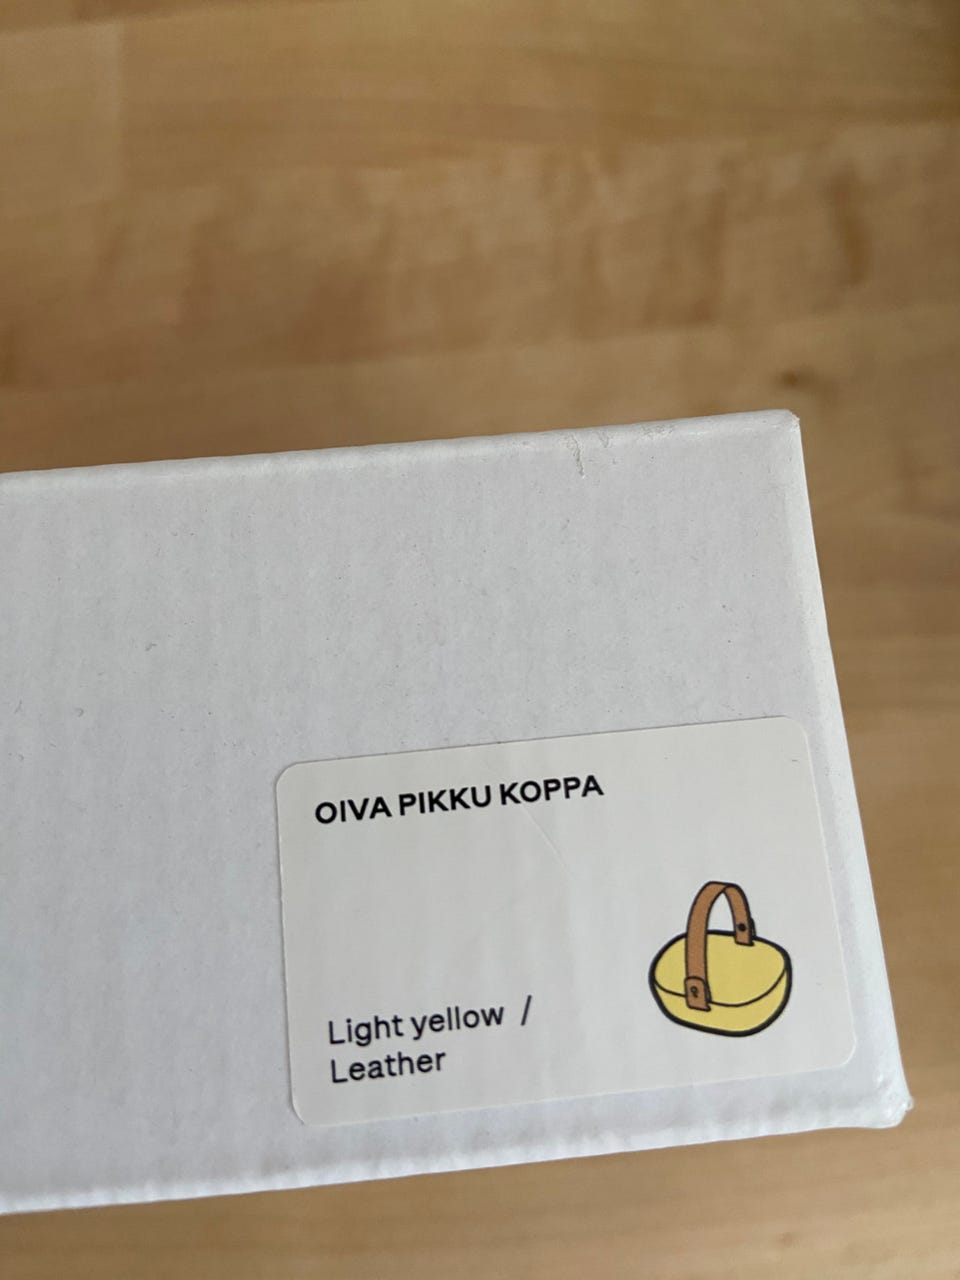 OIVA PIKKU KOPPA
Light yellow /
Leather